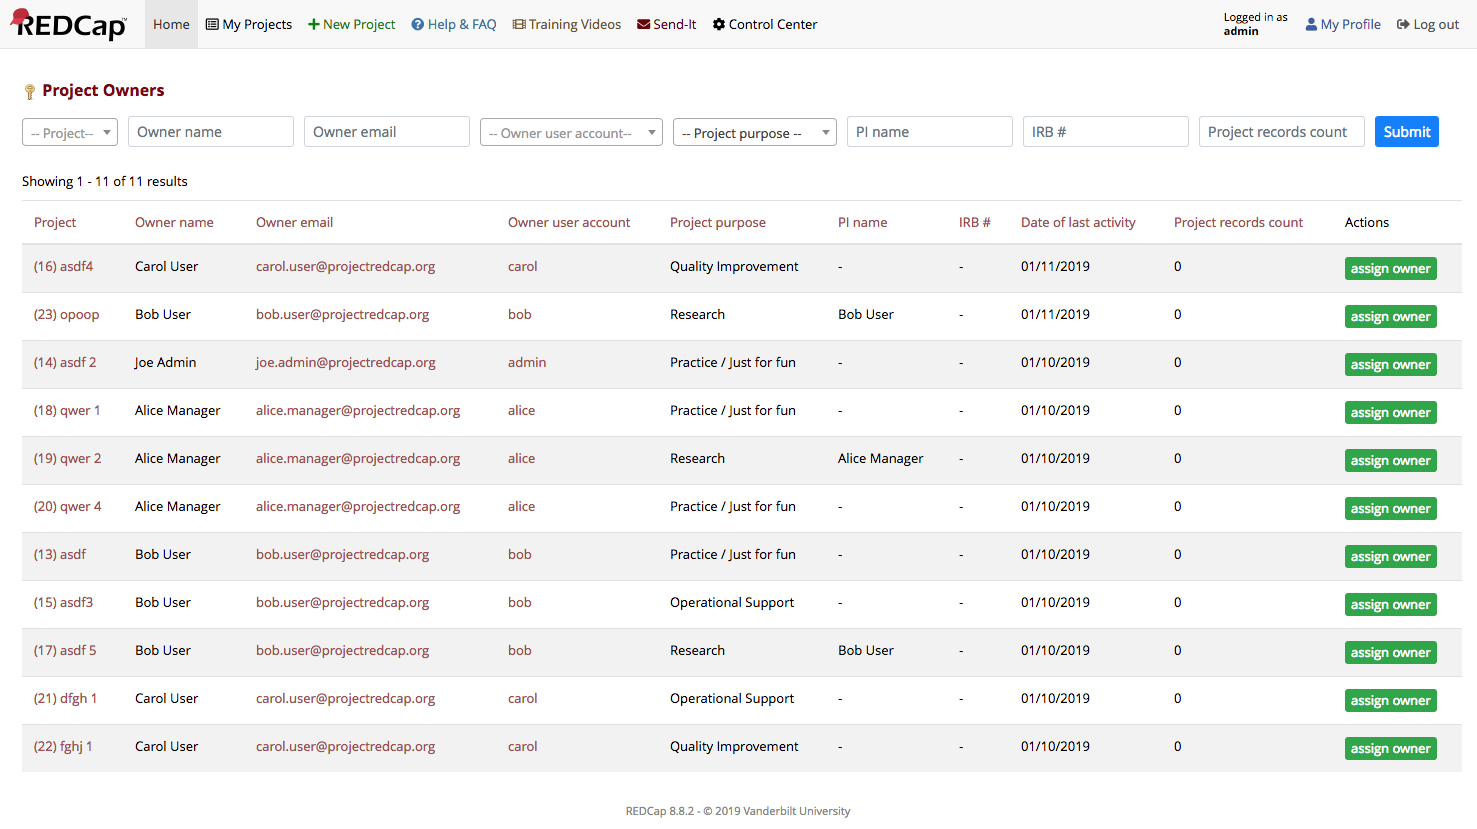 REDCap™ Home My Projects New Project Help & FAQ Training Videos Send-It Control Center Logged in as admin My Profile Log out
Project Owners
-- Project-- Owner name Owner email -- Owner user account-- -- Project purpose -- PI name IRB # Project records count Submit
Showing 1 - 11 of 11 results
Project Owner name Owner email Owner user account Project purpose PI name IRB # Date of last activity Project records count Actions
(16) asdf4 Carol User carol.user@projectredcap.org carol Quality Improvement - - 01/11/2019 0 assign owner
(23) opoop Bob User bob.user@projectredcap.org bob Research Bob User - 01/11/2019 0 assign owner
(14) asdf 2 Joe Admin joe.admin@projectredcap.org admin Practice / Just for fun - - 01/10/2019 0 assign owner
(18) qwer 1 Alice Manager alice.manager@projectredcap.org alice Practice / Just for fun - - 01/10/2019 0 assign owner
(19) qwer 2 Alice Manager alice.manager@projectredcap.org alice Research Alice Manager - 01/10/2019 0 assign owner
(20) qwer 4 Alice Manager alice.manager@projectredcap.org alice Practice / Just for fun - - 01/10/2019 0 assign owner
(13) asdf Bob User bob.user@projectredcap.org bob Practice / Just for fun - - 01/10/2019 0 assign owner
(15) asdf3 Bob User bob.user@projectredcap.org bob Operational Support - - 01/10/2019 0 assign owner
(17) asdf 5 Bob User bob.user@projectredcap.org bob Research Bob User - 01/10/2019 0 assign owner
(21) dfgh 1 Carol User carol.user@projectredcap.org carol Operational Support - - 01/10/2019 0 assign owner
(22) fghj 1 Carol User carol.user@projectredcap.org carol Quality Improvement - - 01/10/2019 0 assign owner
REDCap 8.8.2 - © 2019 Vanderbilt University